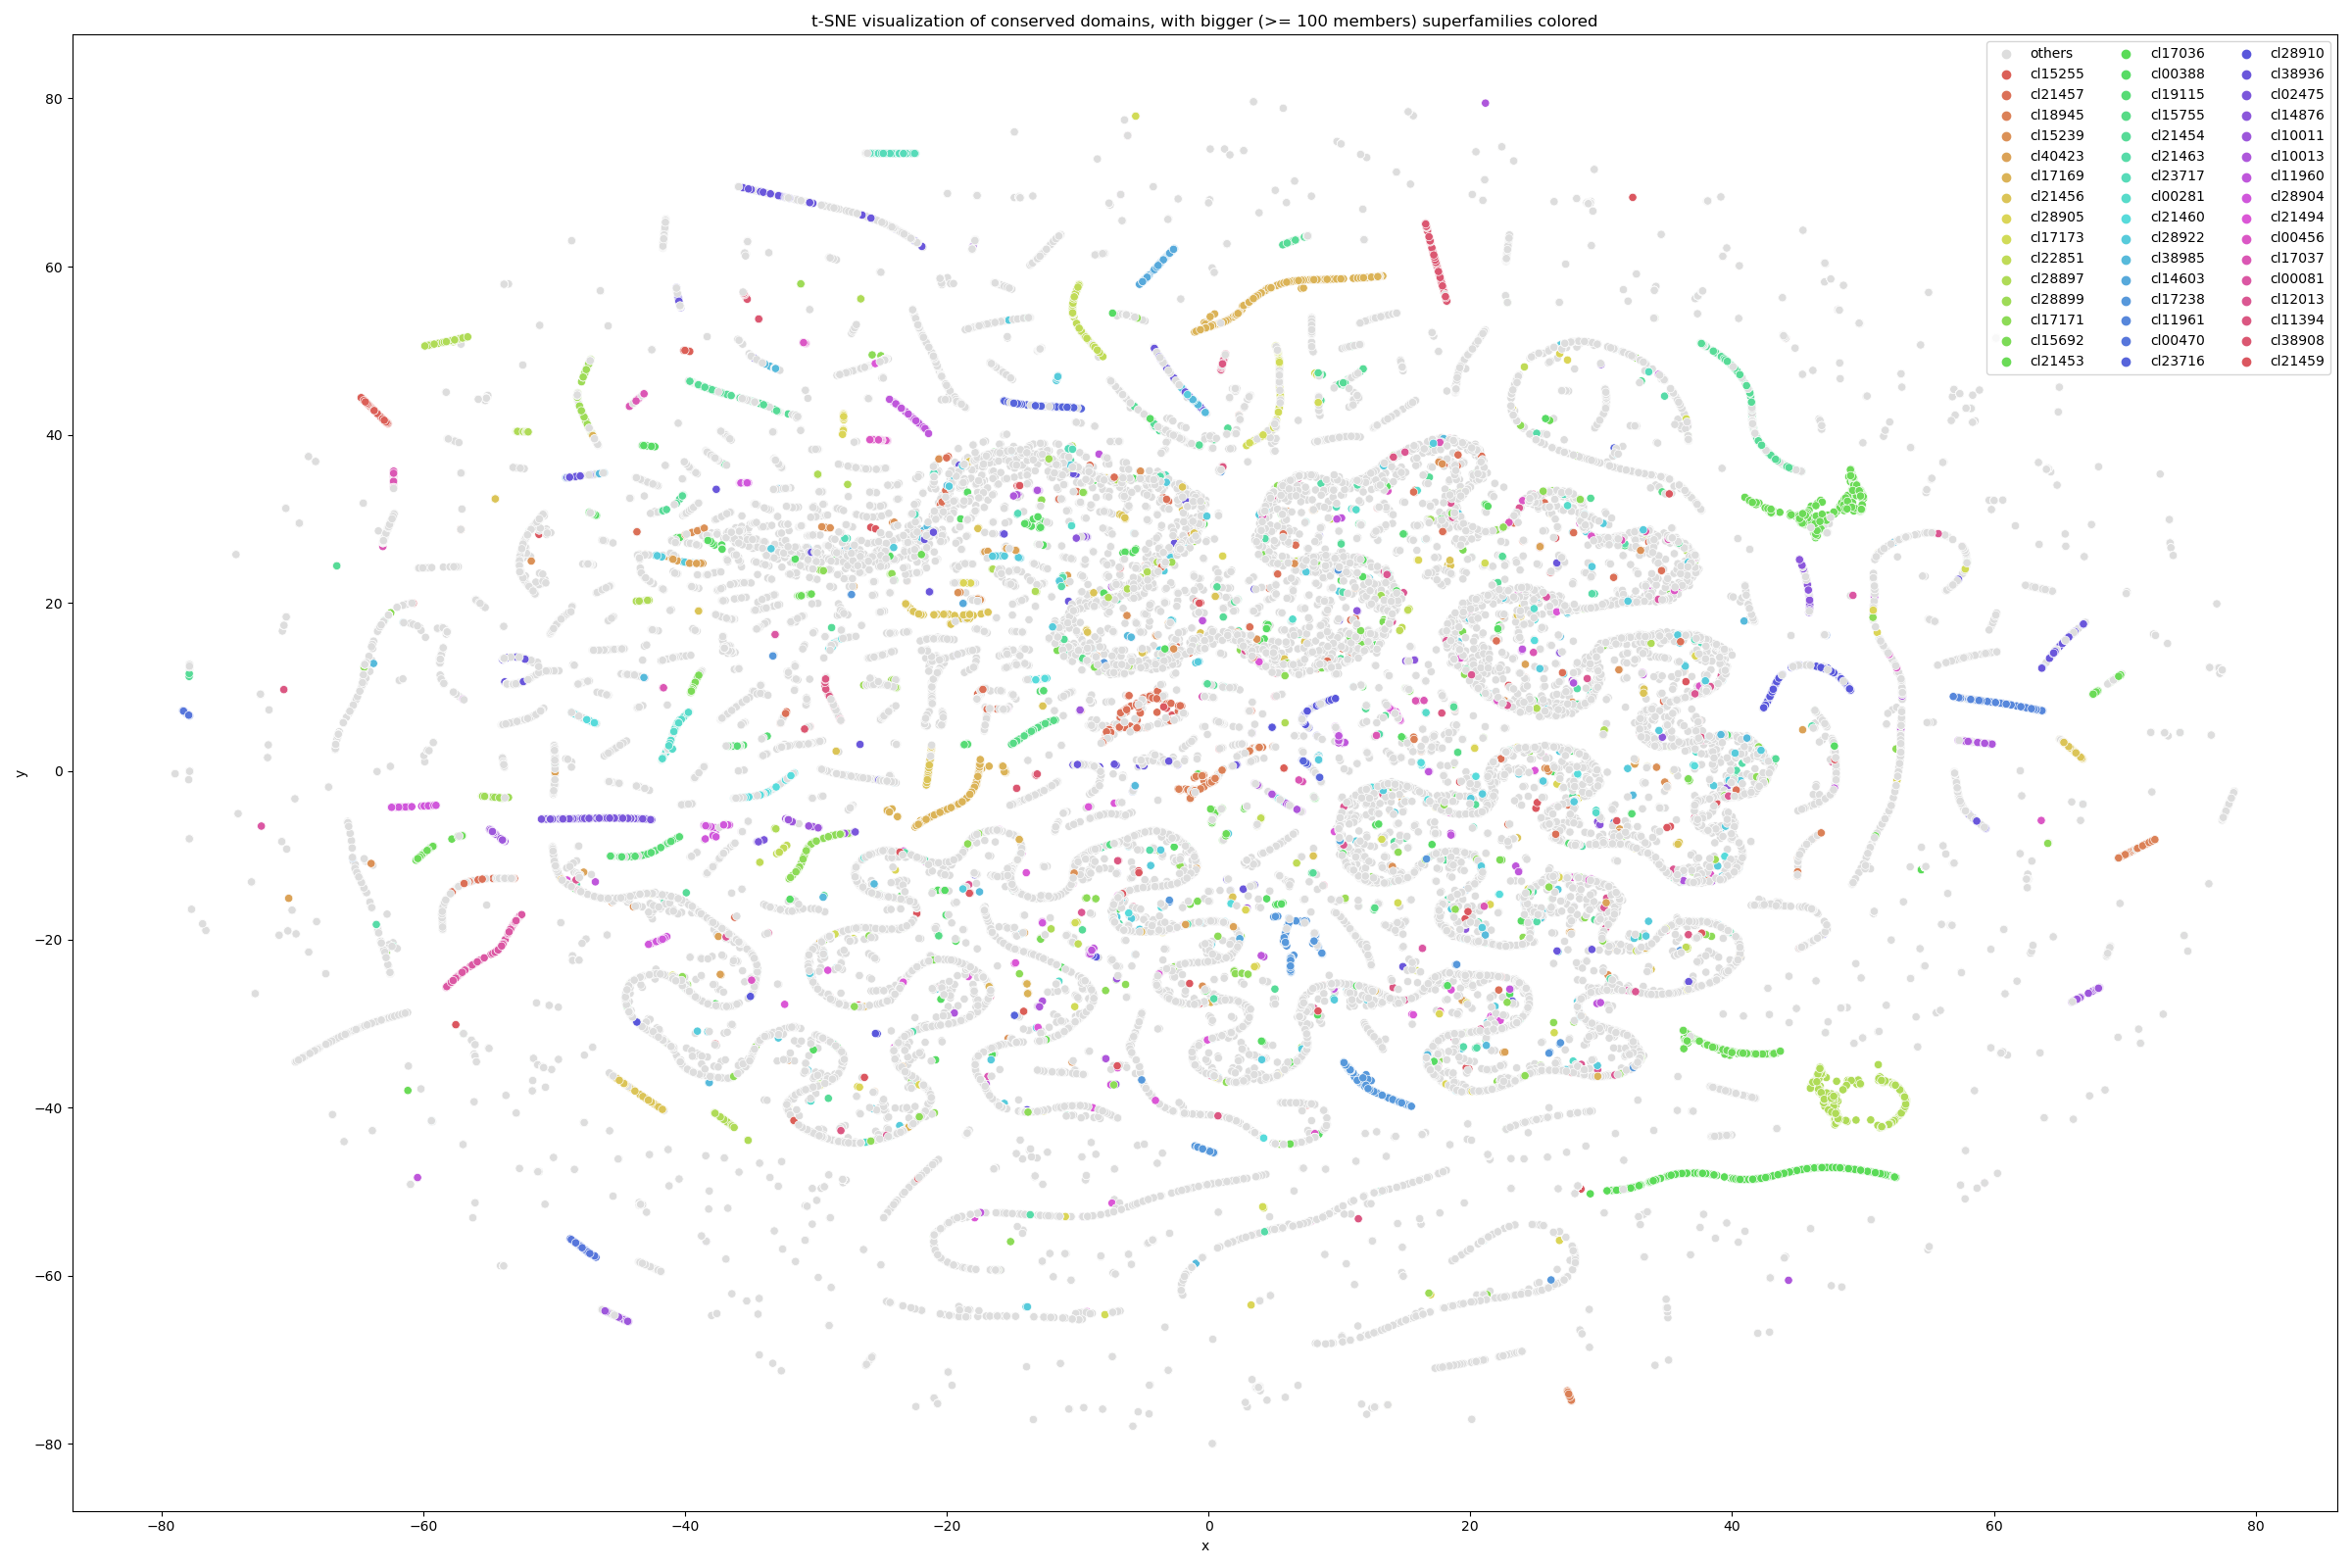 t-SNE visualization of conserved domains, with bigger (>= 100 members) superfamilies colored
others
cl15255
cl21457
cl18945
cl15239
cl40423
cl17169
cl21456
cl28905
cl17173
cl22851
cl28897
cl28899
cl17171
cl15692
cl21453
cl17036
cl00388
cl19115
cl15755
cl21454
cl21463
cl23717
cl00281
cl21460
cl28922
cl38985
cl14603
cl17238
cl11961
cl00470
cl23716
cl28910
cl38936
cl02475
cl14876
cl10011
cl10013
cl11960
cl28904
cl21494
cl00456
cl17037
cl00081
cl12013
cl11394
cl38908
cl21459
80
60
40
20
0
−20
−40
−60
−80
y
−80 −60 −40 −20 0 20 40 60 80
x